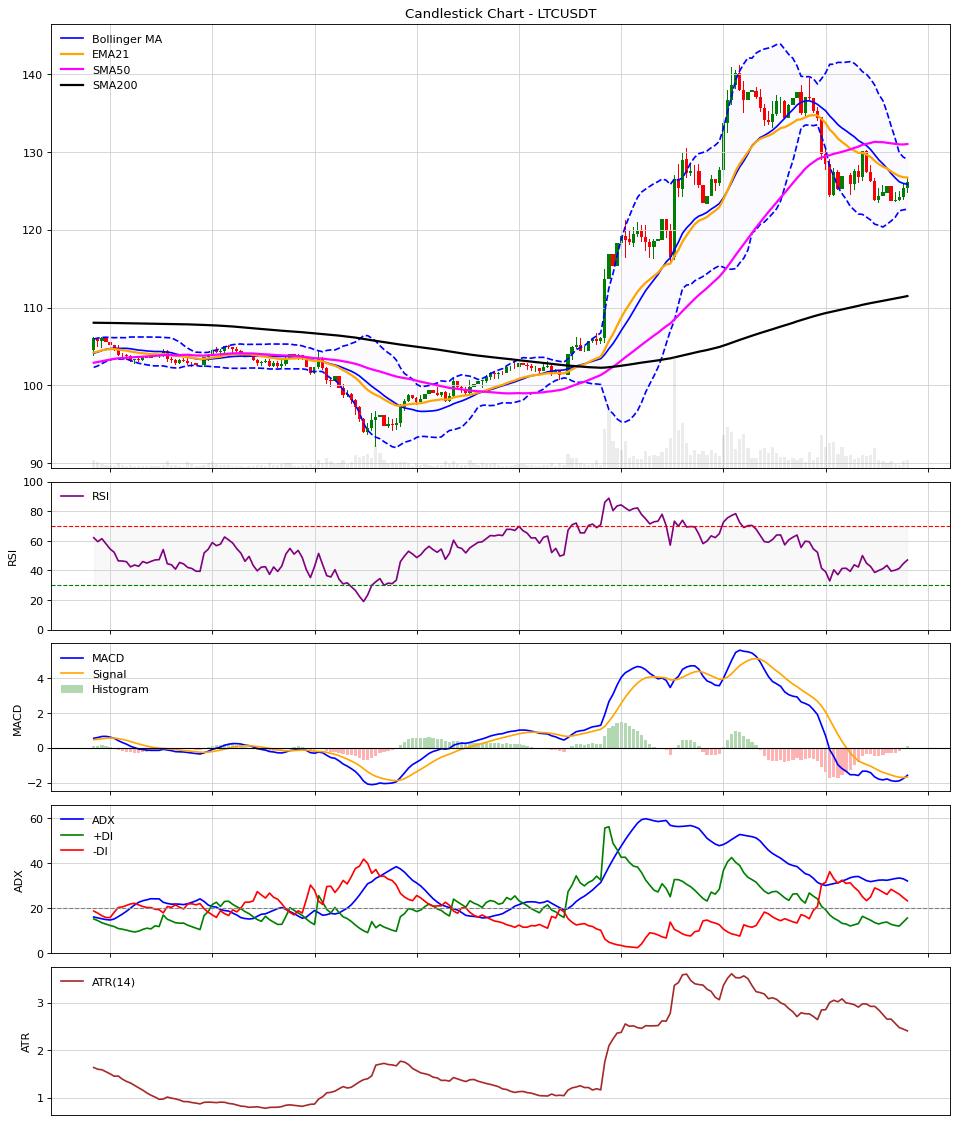 Candlestick Chart - LTCUSDT
Bollinger MA
EMA21
SMA50
SMA200
140
130
120
110
100
90
RSI
RSI
100
80
60
40
20
0
MACD
Signal
Histogram
MACD
4
2
0
−2
ADX
+DI
-DI
ADX
60
40
20
0
ATR(14)
ATR
3
2
1